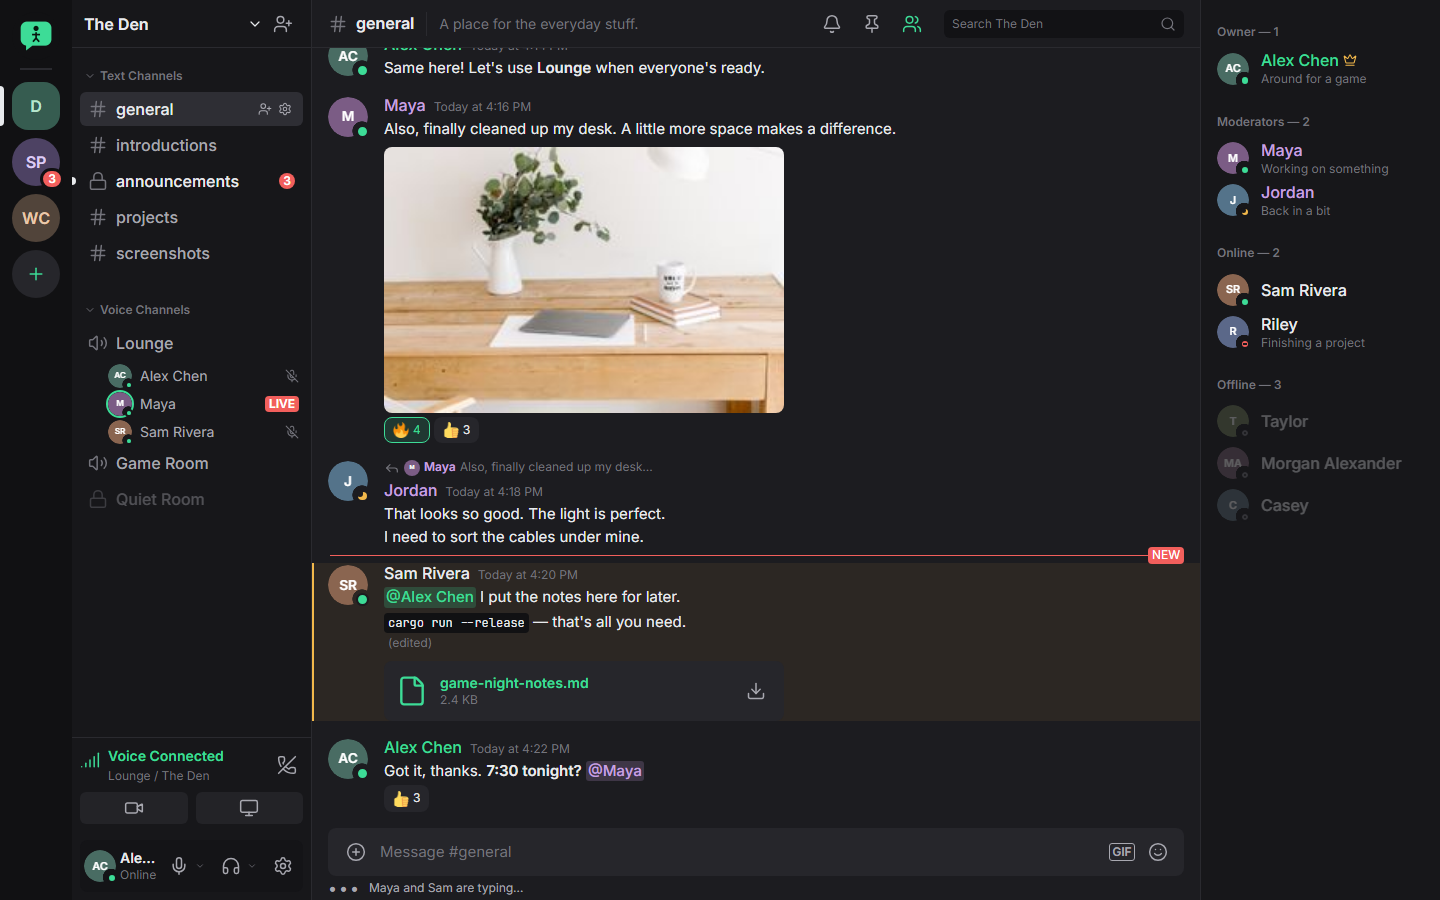 D
SP
3
WC
The Den
Text Channels
general
introductions
announcements
3
projects
screenshots
Voice Channels
Lounge
AC
Alex Chen
M
Maya
LIVE
SR
Sam Rivera
Game Room
Quiet Room
Voice Connected
Lounge / The Den
AC
Ale...
Online
general
A place for the everyday stuff.
Search The Den
AC
Same here! Let's use Lounge when everyone's ready.
M
Maya Today at 4:16 PM
Also, finally cleaned up my desk. A little more space makes a difference.
🔥 4
👍 3
Maya Also, finally cleaned up my desk...
J
Jordan Today at 4:18 PM
That looks so good. The light is perfect.
I need to sort the cables under mine.
NEW
SR
Sam Rivera Today at 4:20 PM
@Alex Chen I put the notes here for later.
cargo run --release — that's all you need.
(edited)
game-night-notes.md
2.4 KB
AC
Alex Chen Today at 4:22 PM
Got it, thanks. 7:30 tonight? @Maya
👍 3
Message #general
GIF
Maya and Sam are typing...
Owner — 1
AC
Alex Chen
Around for a game
Moderators — 2
M
Maya
Working on something
J
Jordan
Back in a bit
Online — 2
SR
Sam Rivera
R
Riley
Finishing a project
Offline — 3
T
Taylor
MA
Morgan Alexander
C
Casey